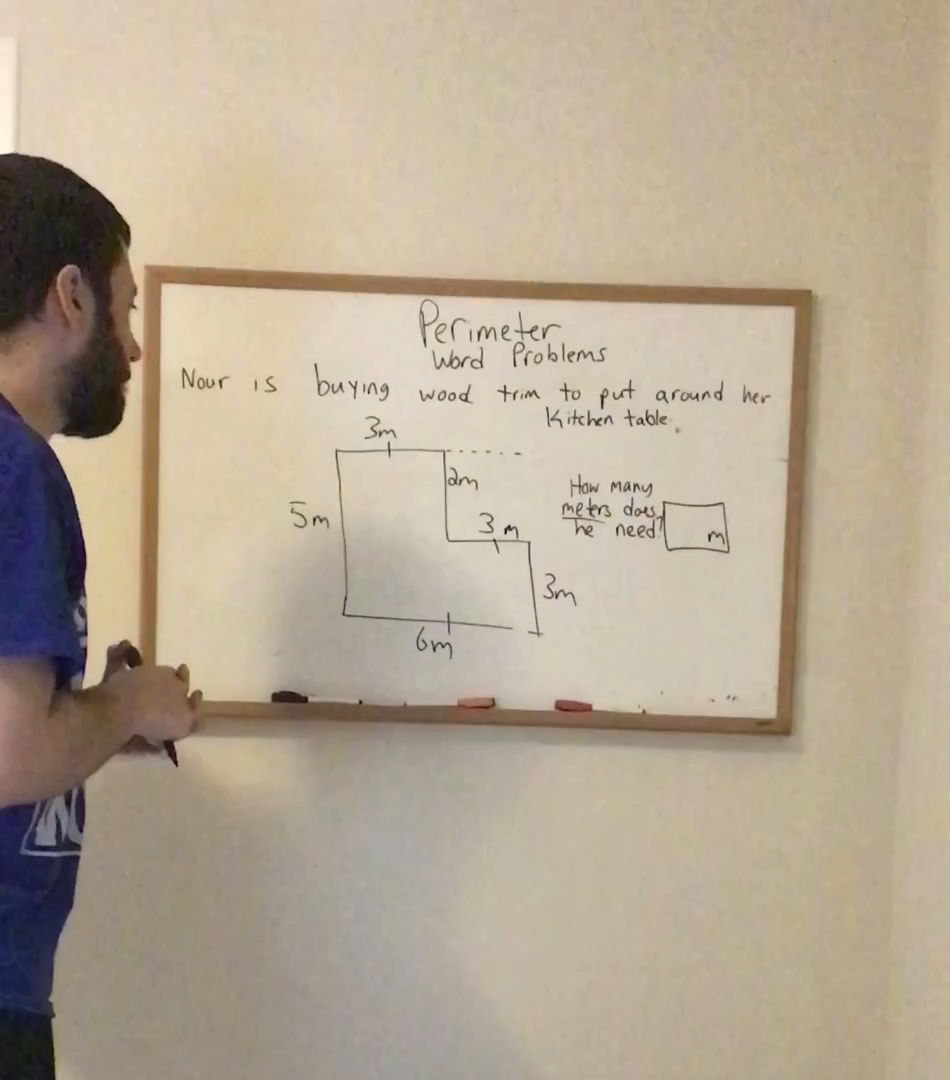 Perimeter
Word Problems
Nour is buying wood trim to put around her
Kitchen table.
3m
2m
5m
3m
3m
6m
How many
meters does
he need?
m